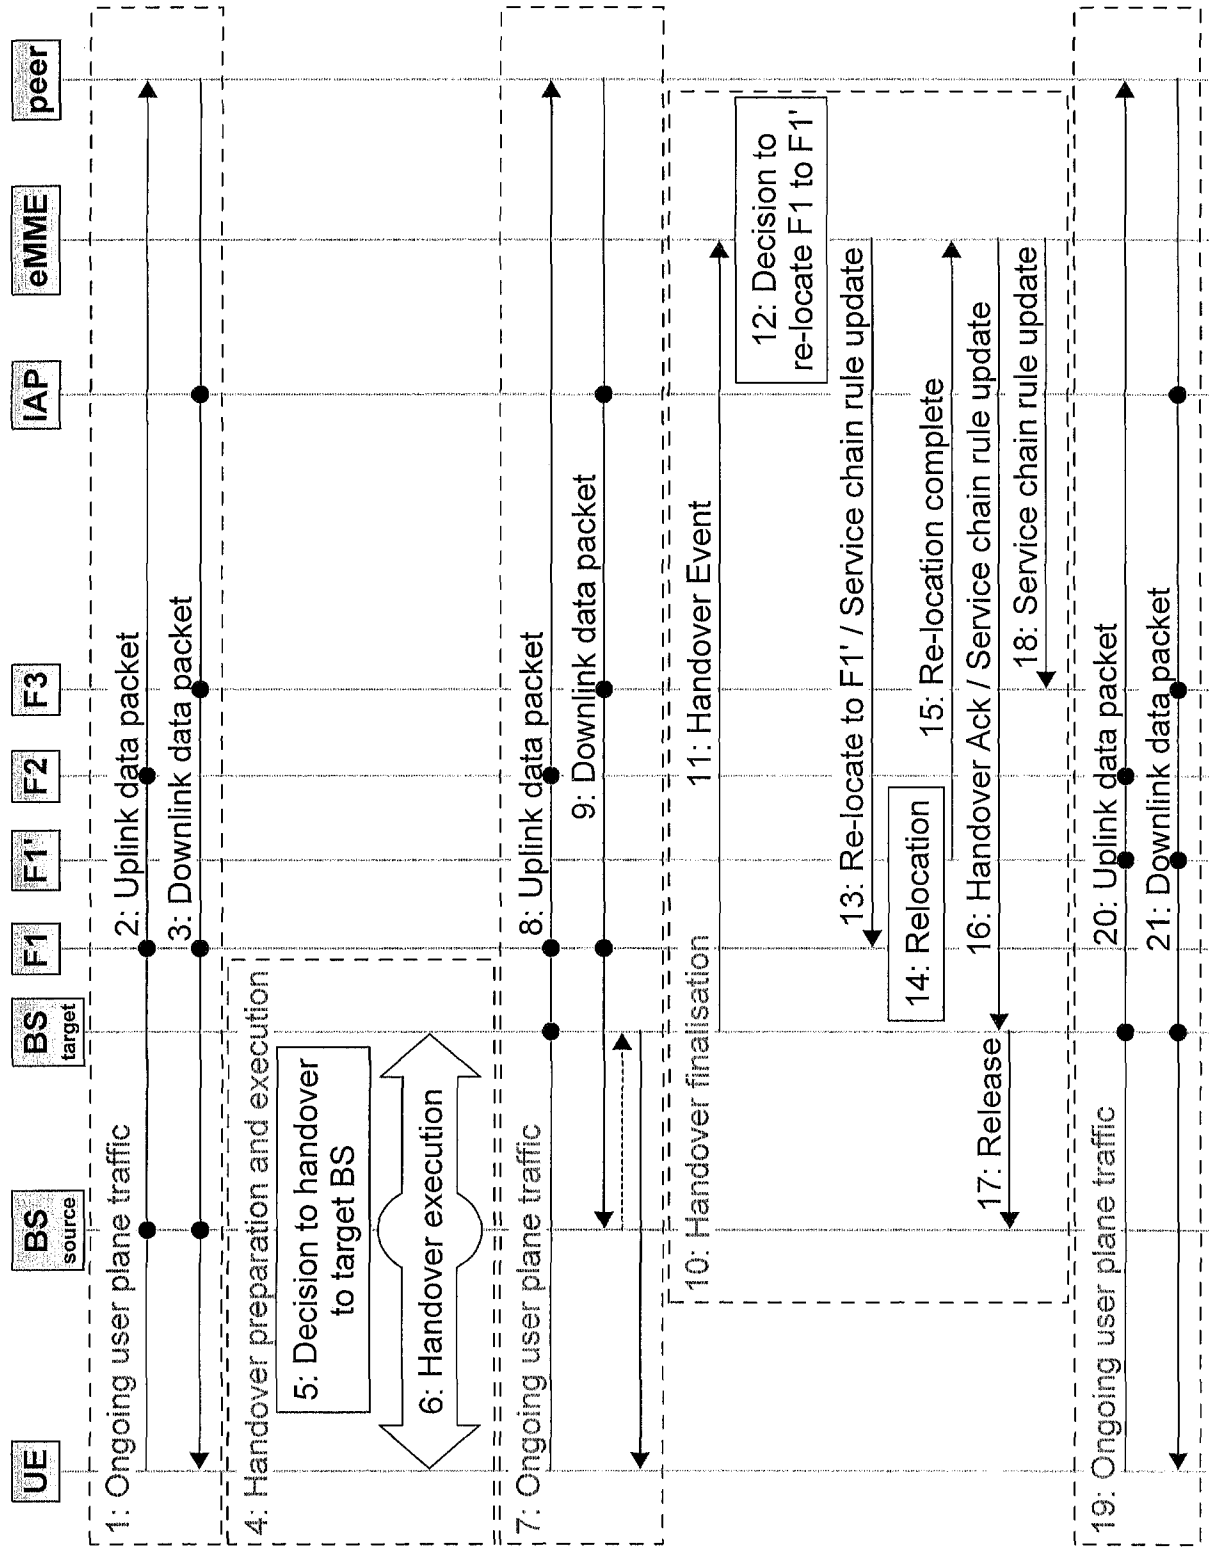 UE
BS
source
BS
target
F1
F1'
F2
F3
IAP
eMME
peer
1: Ongoing user plane traffic
2: Uplink data packet
3: Downlink data packet
4: Handover preparation and execution
5: Decision to handover
to target BS
6: Handover execution
7: Ongoing user plane traffic
8: Uplink data packet
9: Downlink data packet
10: Handover finalisation
11: Handover Event
12: Decision to
re-locate F1 to F1'
13: Re-locate to F1' / Service chain rule update
14: Relocation
15: Re-location complete
16: Handover Ack / Service chain rule update
17: Release
18: Service chain rule update
19: Ongoing user plane traffic
20: Uplink data packet
21: Downlink data packet